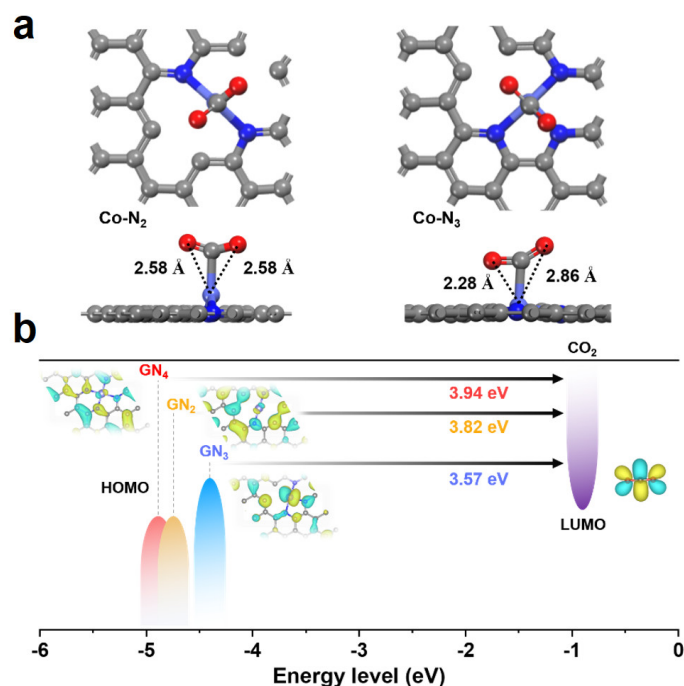 a
Co-N₂
Co-N₃
2.58 Å
2.58 Å
2.28 Å
2.86 Å
b
CO₂
GN₄
3.94 eV
GN₂
3.82 eV
GN₃
3.57 eV
HOMO
LUMO
-6
-5
-4
-3
-2
-1
0
Energy level (eV)